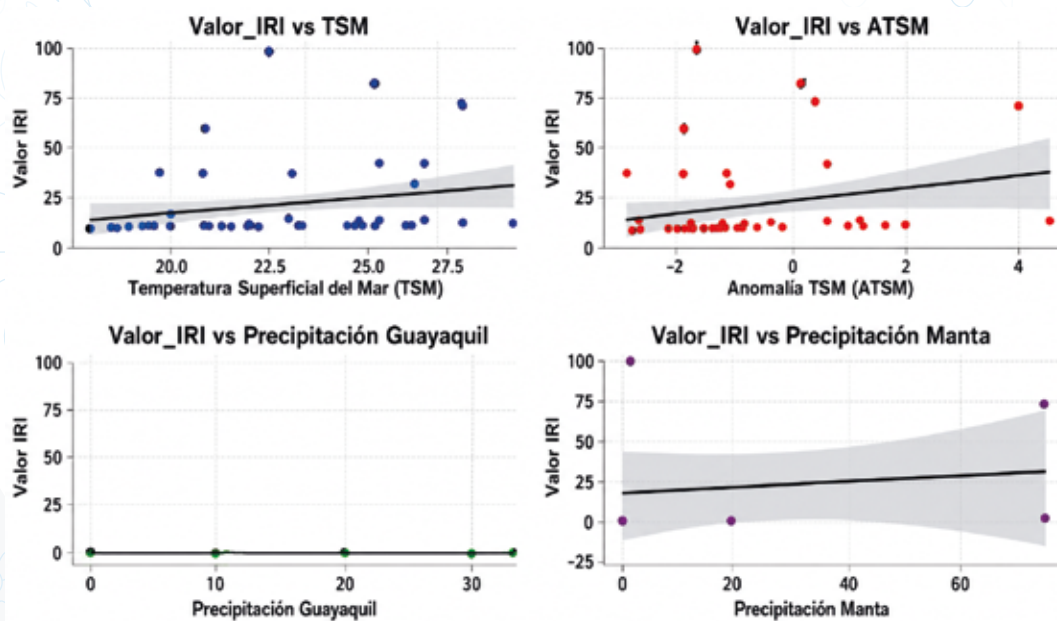 Valor_IRI vs TSM
Valor IRI
100
75
50
25
0
20.0 22.5 25.0 27.5
Temperatura Superficial del Mar (TSM)
Valor_IRI vs ATSM
Valor IRI
100
75
50
25
0
−2 0 2 4
Anomalía TSM (ATSM)
Valor_IRI vs Precipitación Guayaquil
Valor IRI
100
75
50
25
0
0 10 20 30
Precipitación Guayaquil
Valor_IRI vs Precipitación Manta
Valor IRI
100
75
50
25
0
−25
0 20 40 60
Precipitación Manta